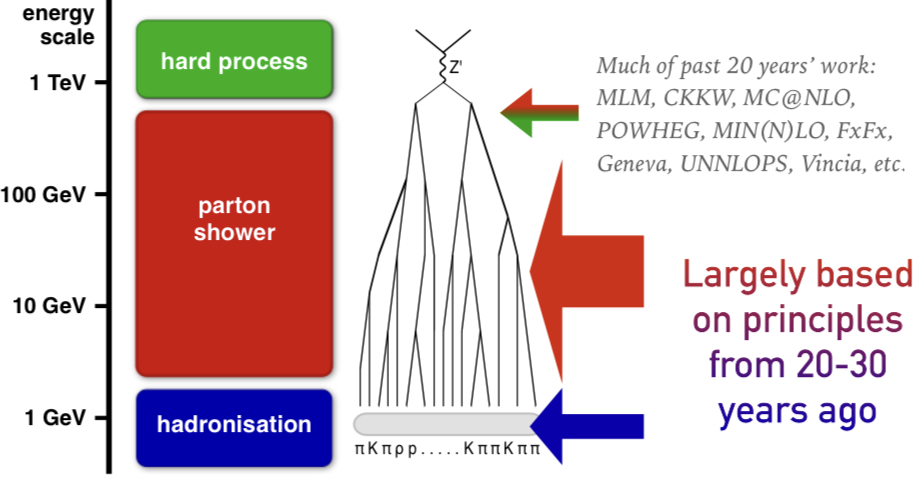 energy
scale
1 TeV
100 GeV
10 GeV
1 GeV
hard process
parton
shower
hadronisation
Z'
πKπρp.....KππKππ
Much of past 20 years' work:
MLM, CKKW, MC@NLO,
POWHEG, MIN(N)LO, FxFx,
Geneva, UNNLOPS, Vincia, etc.
Largely based
on principles
from 20-30
years ago